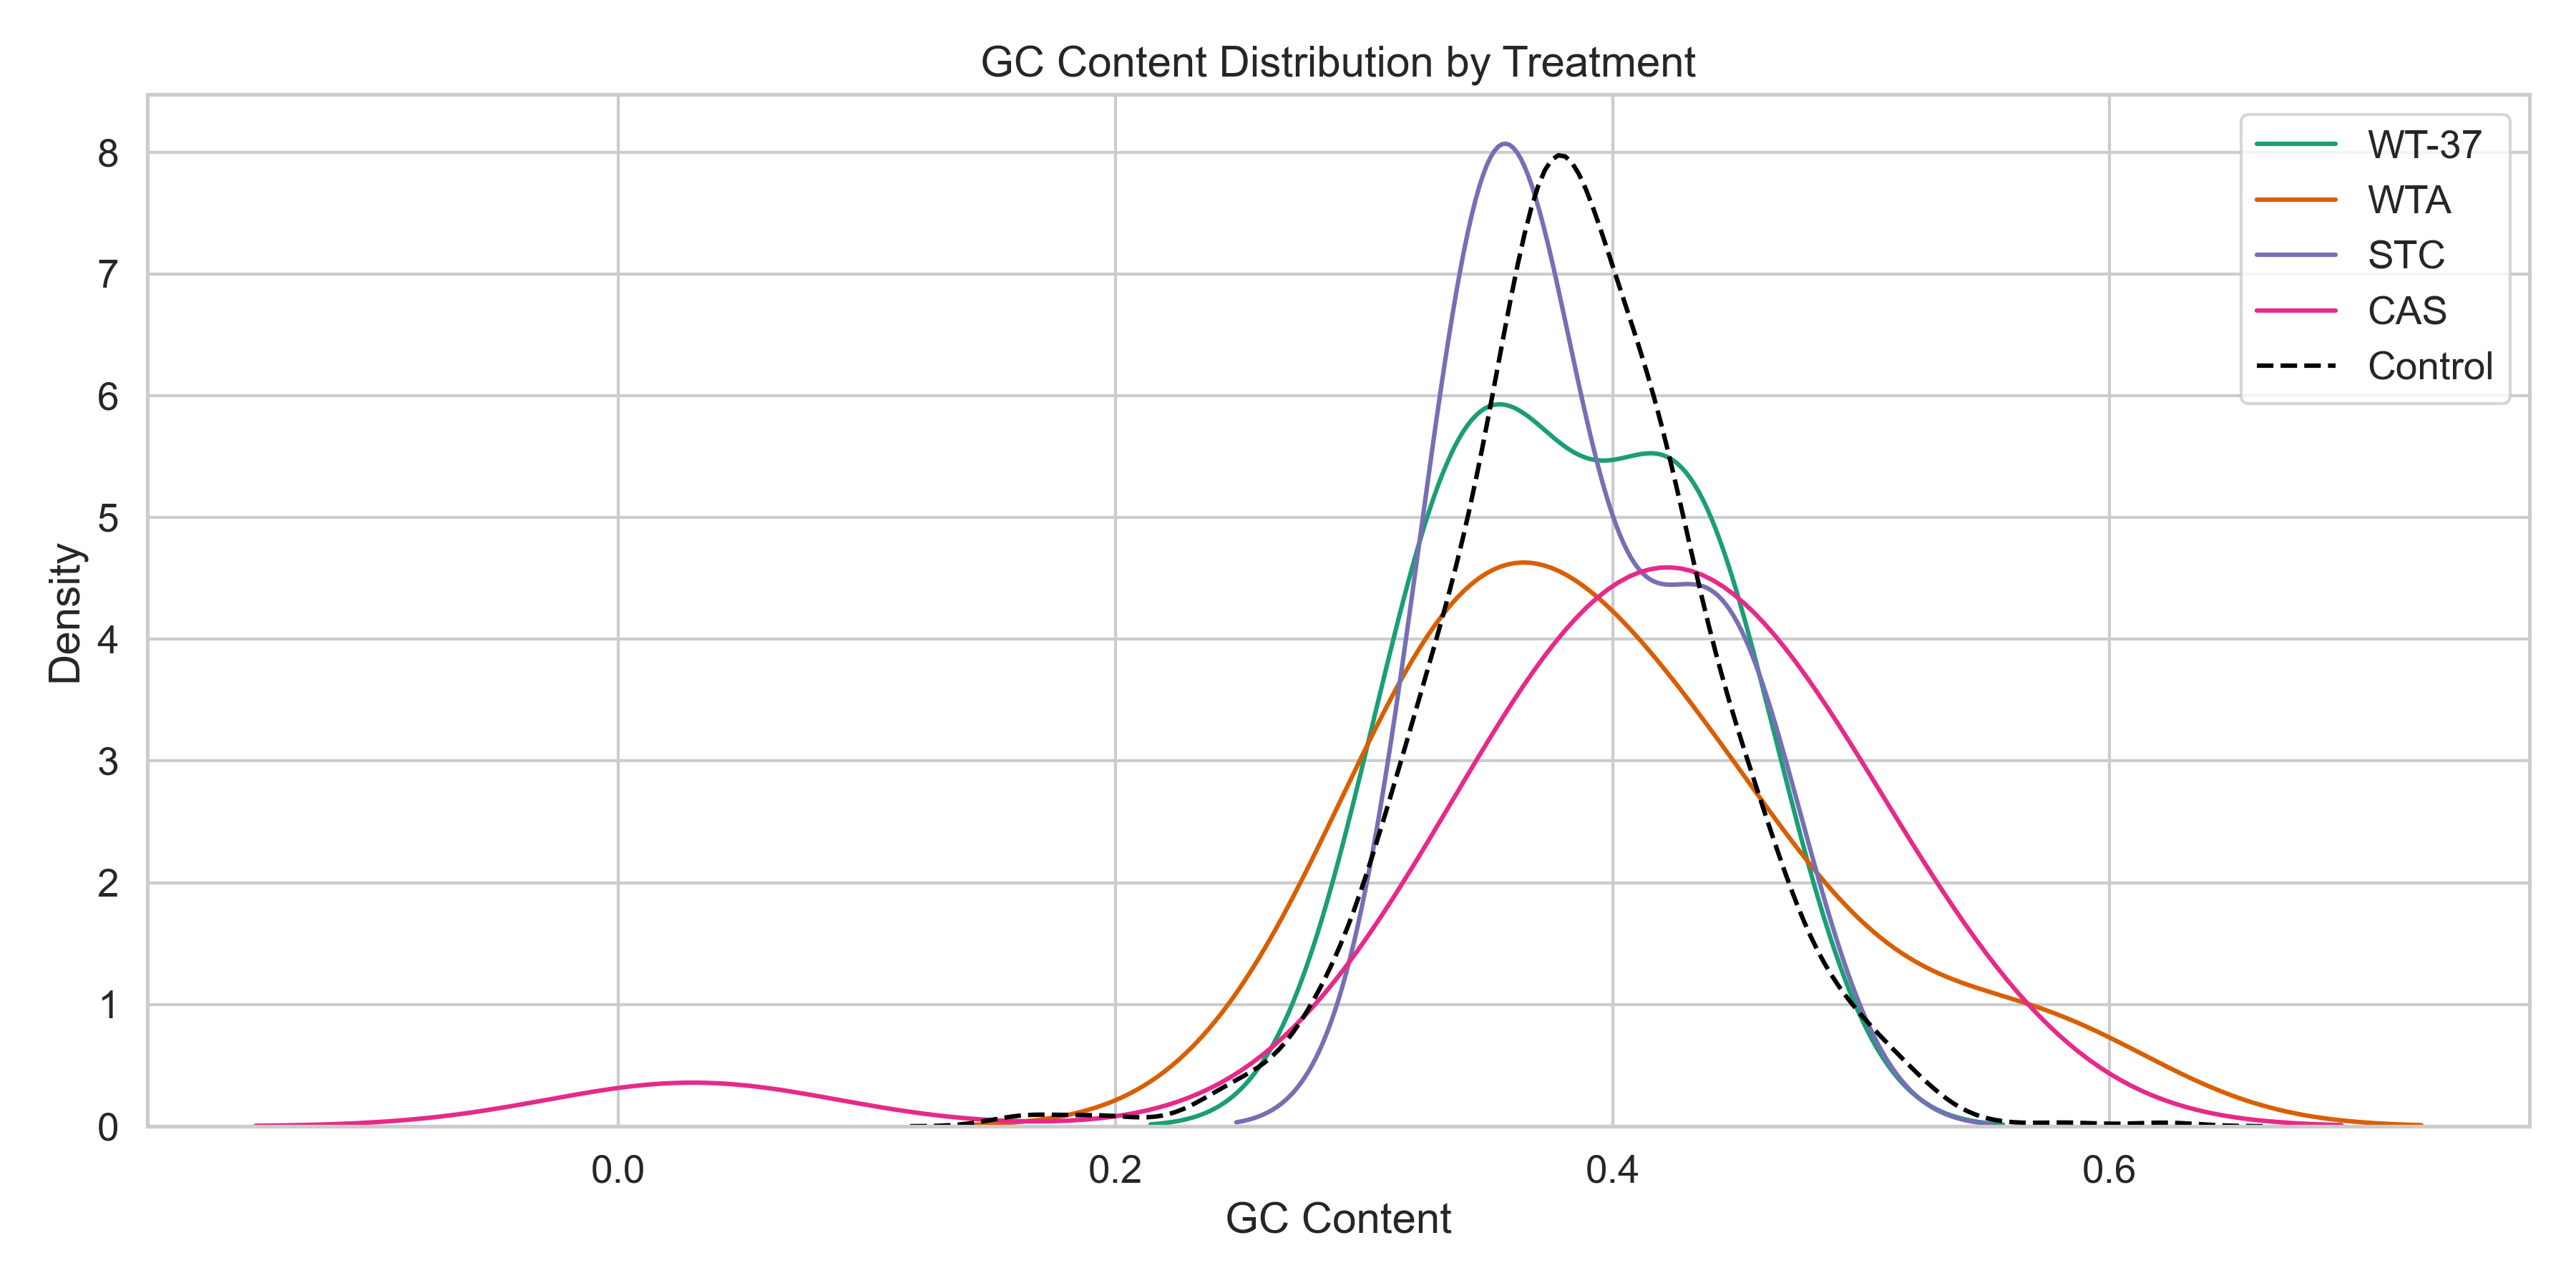 GC Content Distribution by Treatment
WT-37
WTA
STC
CAS
Control
Density
8
7
6
5
4
3
2
1
0
0.0 0.2 0.4 0.6
GC Content